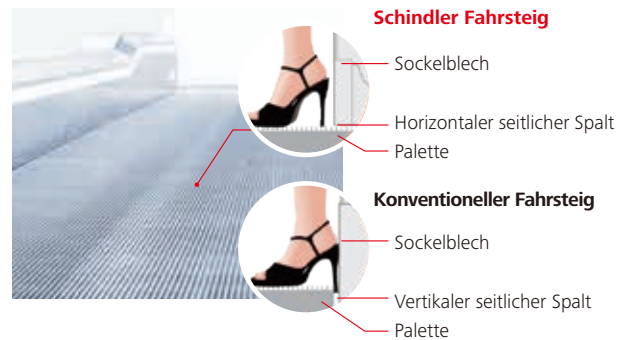 Schindler Fahrsteig
Sockelblech
Horizontaler seitlicher Spalt
Palette
Konventioneller Fahrsteig
Sockelblech
Vertikaler seitlicher Spalt
Palette